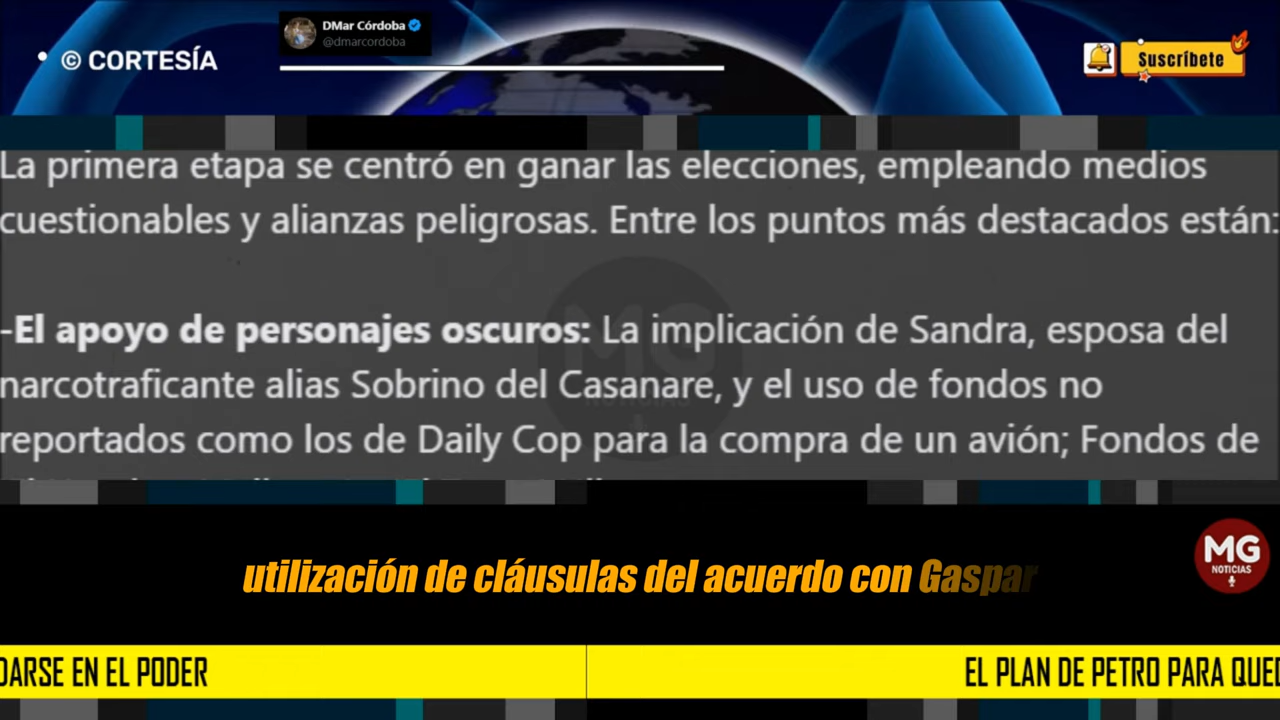 DMar Córdoba
@dmarcordoba
© CORTESÍA
Suscríbete
La primera etapa se centró en ganar las elecciones, empleando medios
cuestionables y alianzas peligrosas. Entre los puntos más destacados están:
-El apoyo de personajes oscuros: La implicación de Sandra, esposa del
narcotraficante alias Sobrino del Casanare, y el uso de fondos no
reportados como los de Daily Cop para la compra de un avión; Fondos de
utilización de cláusulas del acuerdo con Gaspar
MG
NOTICIAS
DARSE EN EL PODER
EL PLAN DE PETRO PARA QUED